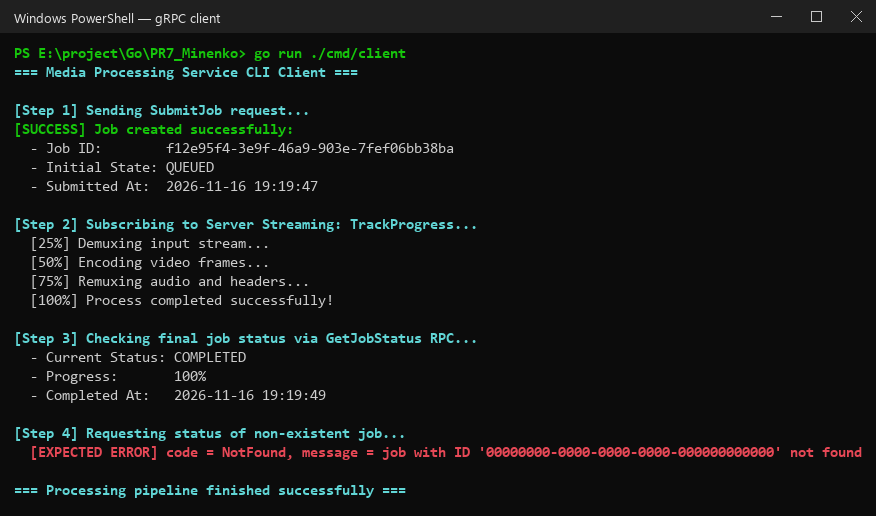 Windows PowerShell — gRPC client
PS E:\project\Go\PR7_Minenko> go run ./cmd/client
=== Media Processing Service CLI Client ===
[Step 1] Sending SubmitJob request...
[SUCCESS] Job created successfully:
- Job ID:        f12e95f4-3e9f-46a9-903e-7fef06bb38ba
- Initial State: QUEUED
- Submitted At:  2026-11-16 19:19:47
[Step 2] Subscribing to Server Streaming: TrackProgress...
[25%] Demuxing input stream...
[50%] Encoding video frames...
[75%] Remuxing audio and headers...
[100%] Process completed successfully!
[Step 3] Checking final job status via GetJobStatus RPC...
- Current Status: COMPLETED
- Progress:       100%
- Completed At:   2026-11-16 19:19:49
[Step 4] Requesting status of non-existent job...
[EXPECTED ERROR] code = NotFound, message = job with ID '00000000-0000-0000-0000-000000000000' not found
=== Processing pipeline finished successfully ===